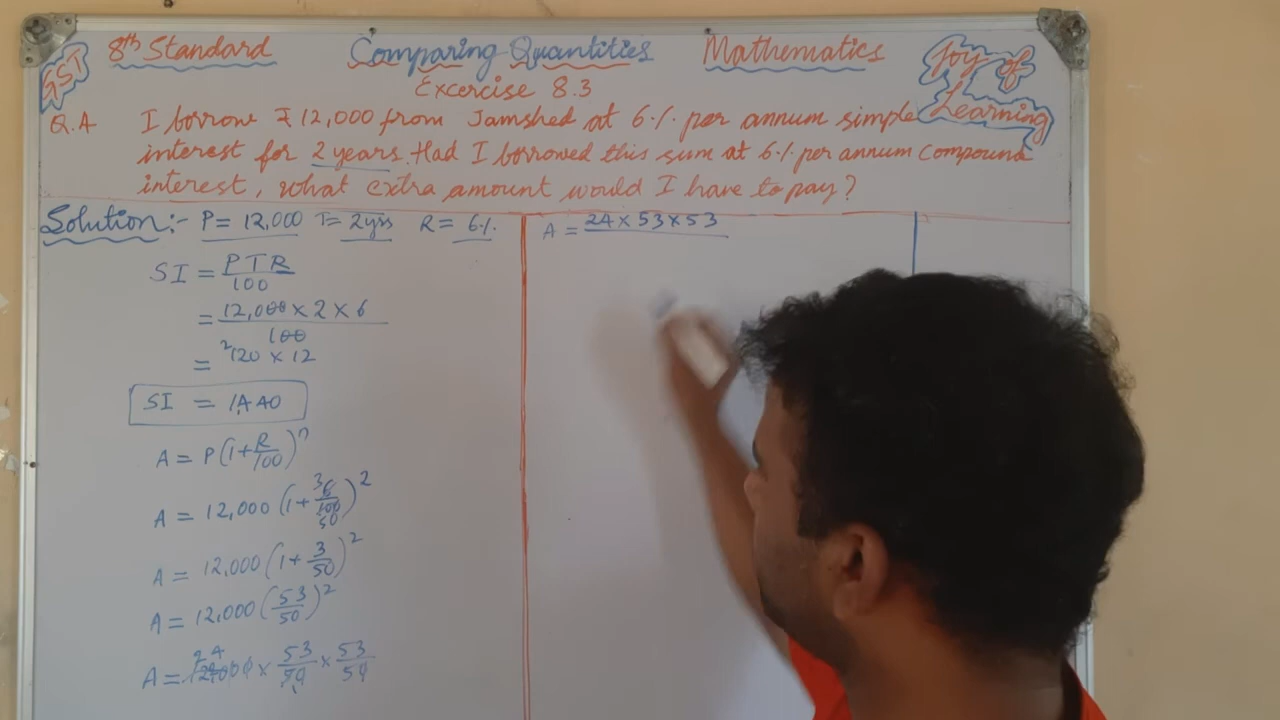 GST
8th Standard Comparing Quantities Mathematics
Joy of Learning
Excercise 8.3
Q.4 I borrow ₹12,000 from Jamshed at 6% per annum simple
interest for 2 years. Had I borrowed this sum at 6% per annum compound
interest, what extra amount would I have to pay?
Solution:- P = 12,000 T = 2yrs R = 6%
SI = PTR/100
= 12,000 × 2 × 6 / 100
= 120 × 12
SI = 1,440
A = P(1+R/100)^n
A = 12,000 (1+6/100)^2
A = 12,000 (1+3/50)^2
A = 12,000 (53/50)^2
A = 12000 × 53/50 × 53/50
A = 24 × 53 × 53